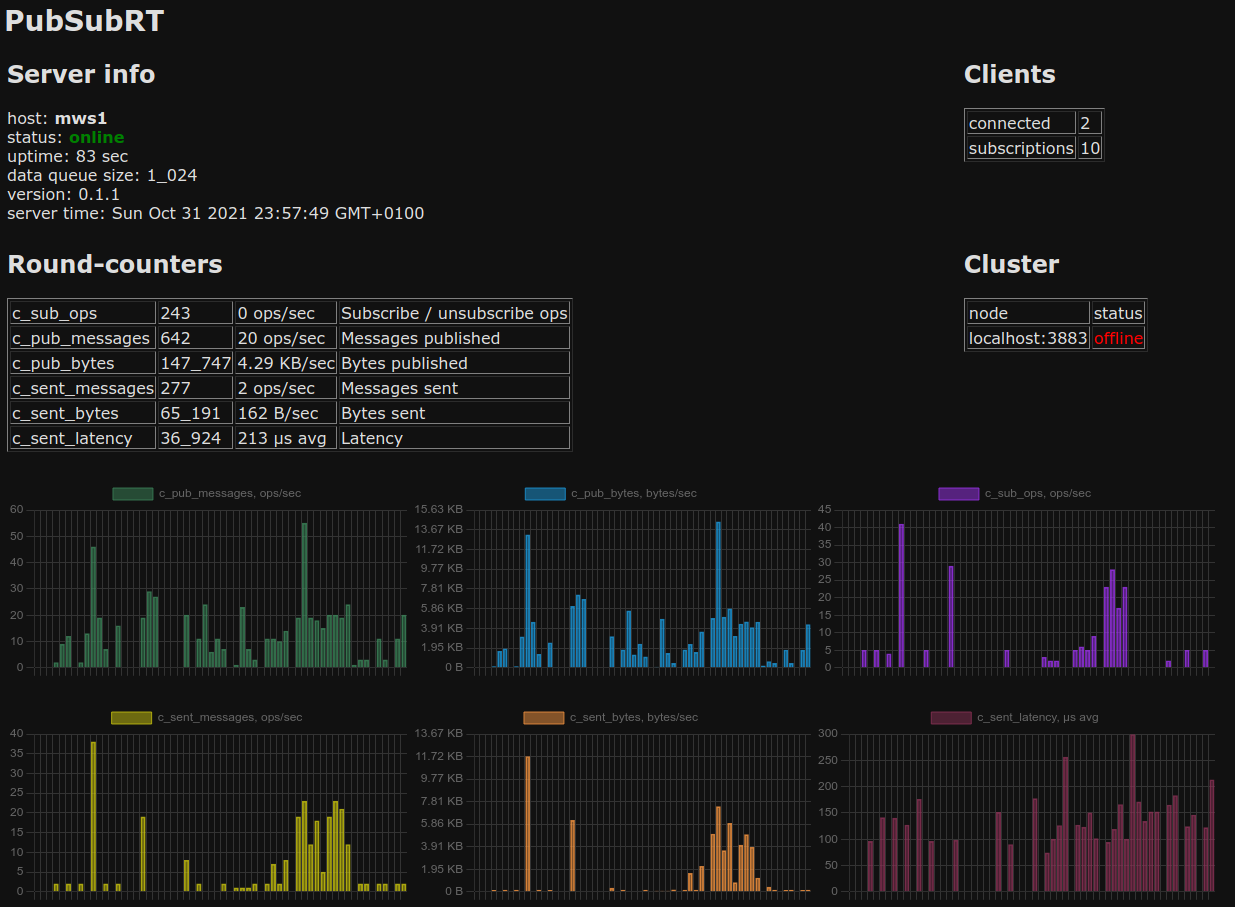 PubSubRT
Server info
host: mws1
status: online
uptime: 83 sec
data queue size: 1_024
version: 0.1.1
server time: Sun Oct 31 2021 23:57:49 GMT+0100
Clients
connected 2
subscriptions 10
Round-counters
c_sub_ops 243 0 ops/sec Subscribe / unsubscribe ops
c_pub_messages 642 20 ops/sec Messages published
c_pub_bytes 147_747 4.29 KB/sec Bytes published
c_sent_messages 277 2 ops/sec Messages sent
c_sent_bytes 65_191 162 B/sec Bytes sent
c_sent_latency 36_924 213 µs avg Latency
Cluster
node status
localhost:3883 offline
c_pub_messages, ops/sec
60
50
40
30
20
10
0
c_pub_bytes, bytes/sec
15.63 KB
13.67 KB
11.72 KB
9.77 KB
7.81 KB
5.86 KB
3.91 KB
1.95 KB
0 B
c_sub_ops, ops/sec
45
40
35
30
25
20
15
10
5
0
c_sent_messages, ops/sec
40
35
30
25
20
15
10
5
0
c_sent_bytes, bytes/sec
13.67 KB
11.72 KB
9.77 KB
7.81 KB
5.86 KB
3.91 KB
1.95 KB
0 B
c_sent_latency, µs avg
300
250
200
150
100
50
0